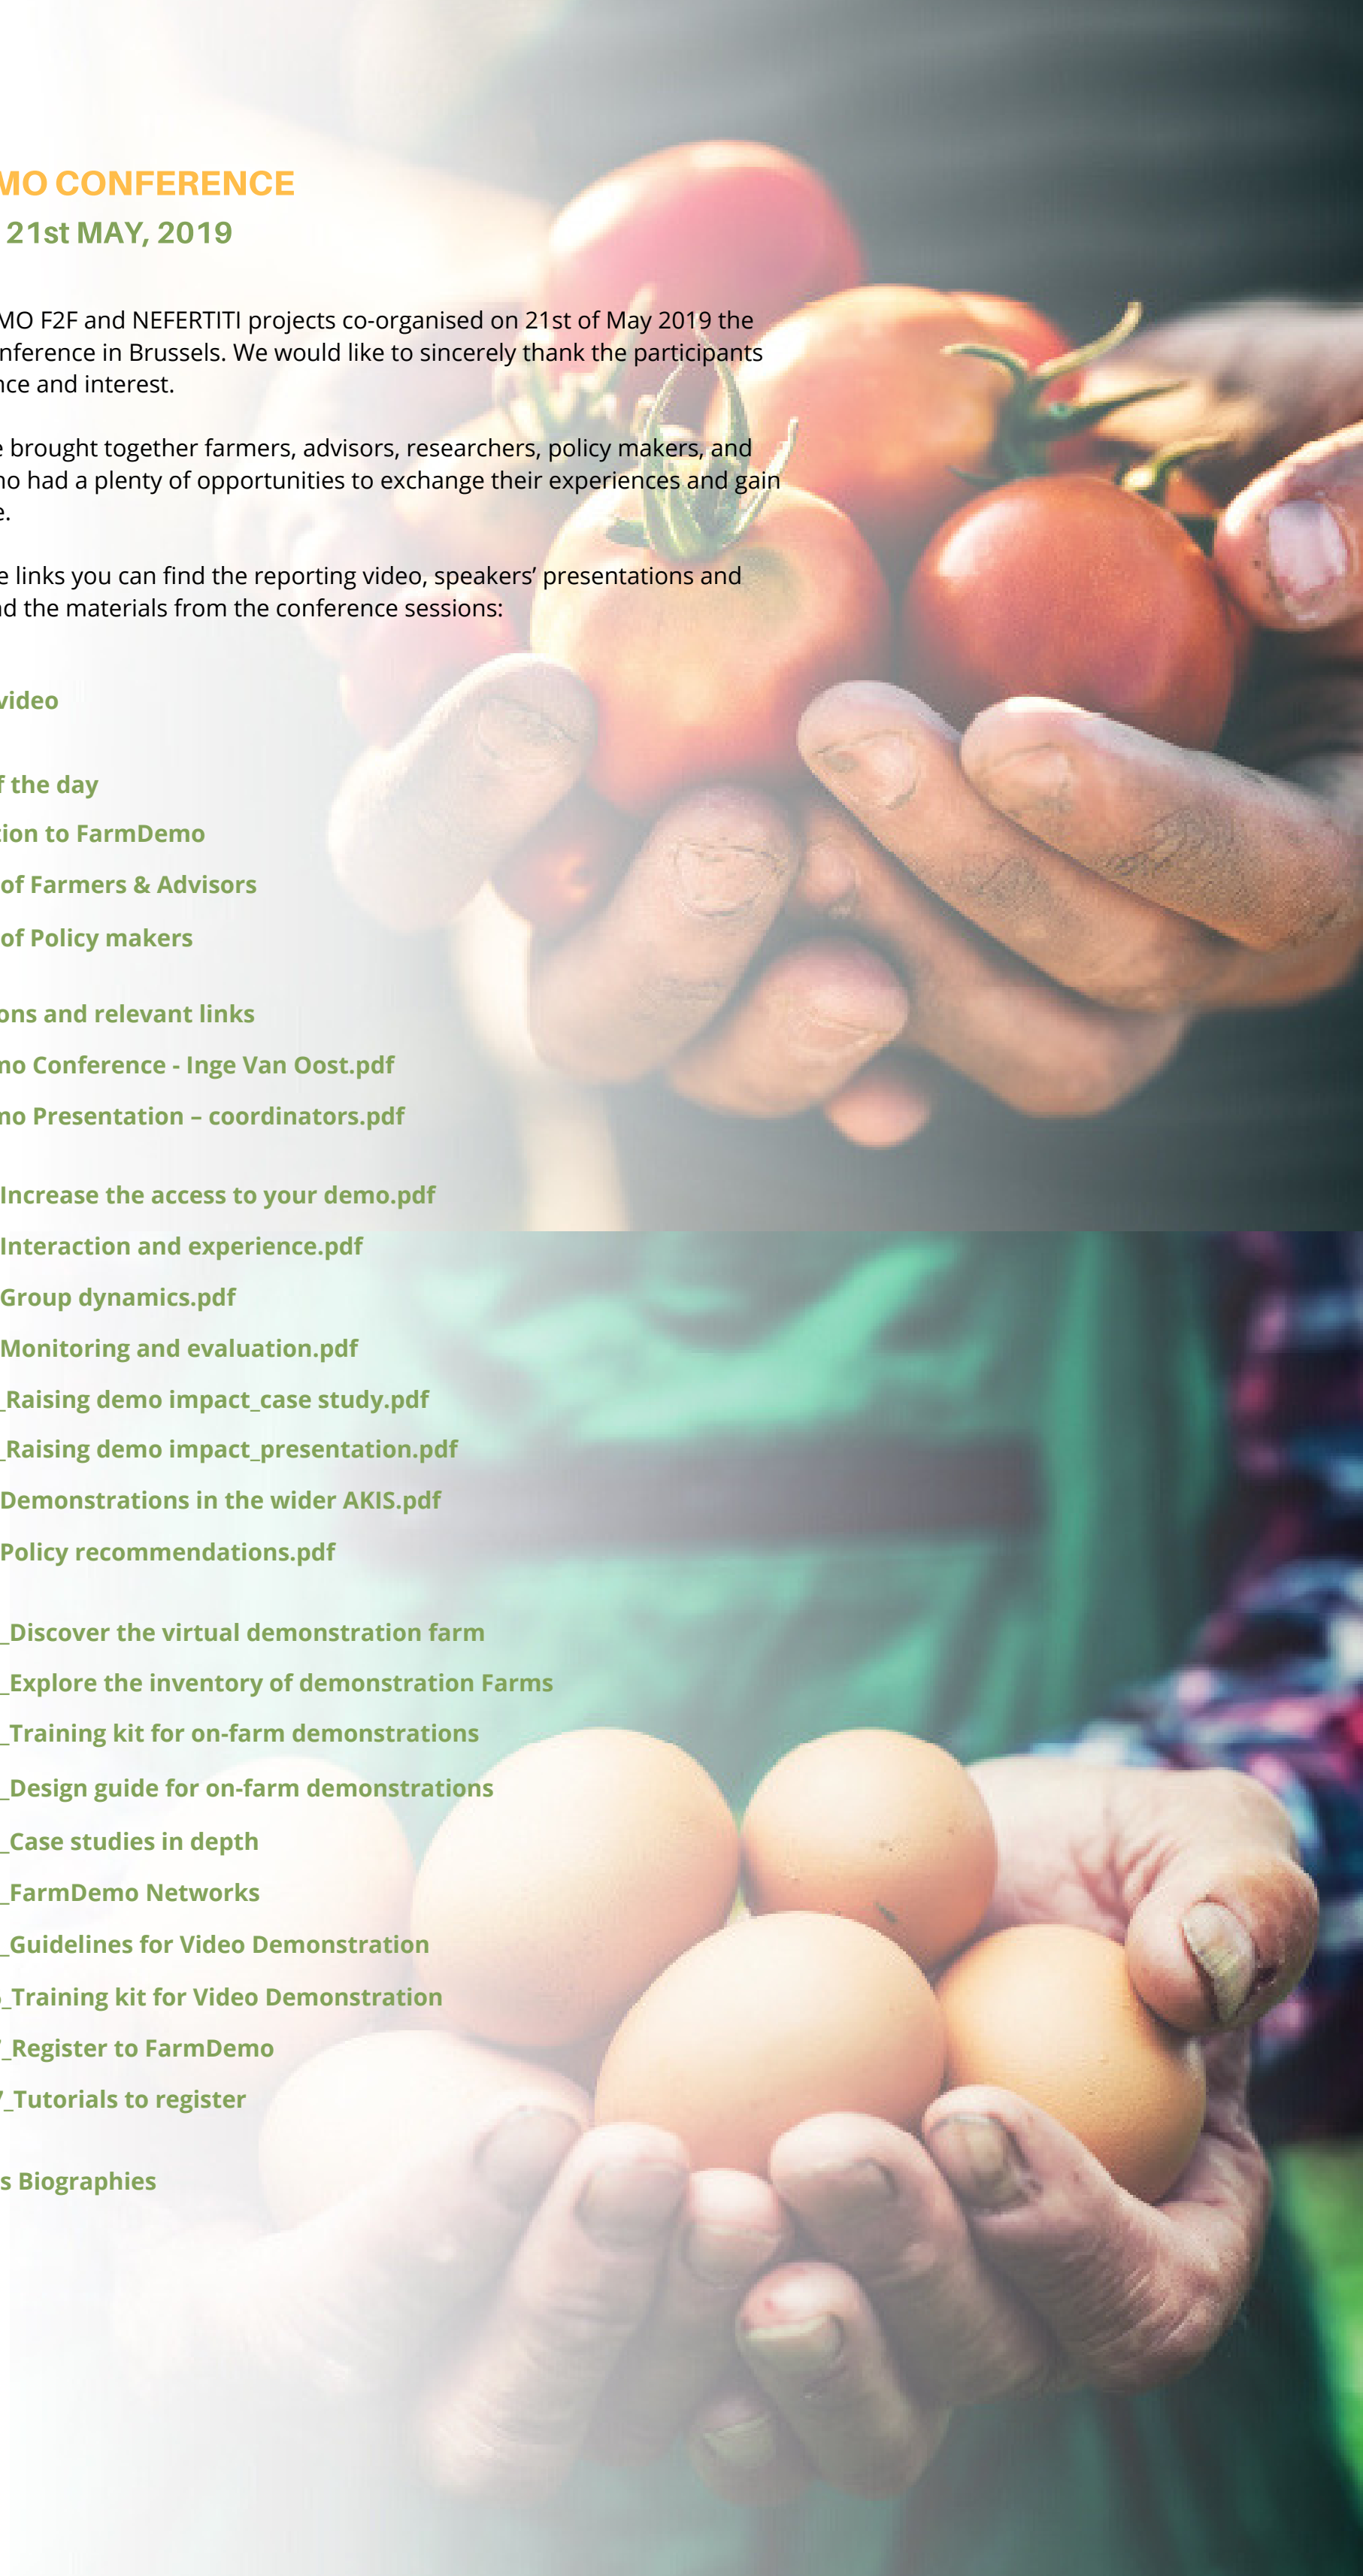 MO CONFERENCE
21st MAY, 2019
MO F2F and NEFERTITI projects co-organised on 21st of May 2019 the
nference in Brussels. We would like to sincerely thank the participants
nce and interest.
e brought together farmers, advisors, researchers, policy makers, and
no had a plenty of opportunities to exchange their experiences and gain
e.
e links you can find the reporting video, speakers’ presentations and
nd the materials from the conference sessions:
video
f the day
tion to FarmDemo
of Farmers & Advisors
of Policy makers
ons and relevant links
mo Conference - Inge Van Oost.pdf
mo Presentation – coordinators.pdf
Increase the access to your demo.pdf
Interaction and experience.pdf
Group dynamics.pdf
Monitoring and evaluation.pdf
_Raising demo impact_case study.pdf
_Raising demo impact_presentation.pdf
Demonstrations in the wider AKIS.pdf
Policy recommendations.pdf
_Discover the virtual demonstration farm
_Explore the inventory of demonstration Farms
_Training kit for on-farm demonstrations
_Design guide for on-farm demonstrations
_Case studies in depth
_FarmDemo Networks
_Guidelines for Video Demonstration
_Training kit for Video Demonstration
_Register to FarmDemo
7_Tutorials to register
s Biographies